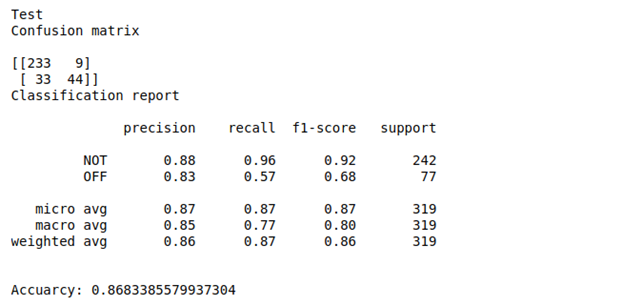 Test
Confusion matrix
[[233   9]
 [ 33  44]]
Classification report
              precision    recall  f1-score   support
         NOT       0.88      0.96      0.92       242
         OFF       0.83      0.57      0.68        77
   micro avg       0.87      0.87      0.87       319
   macro avg       0.85      0.77      0.80       319
weighted avg       0.86      0.87      0.86       319
Accuarcy: 0.8683385579937304